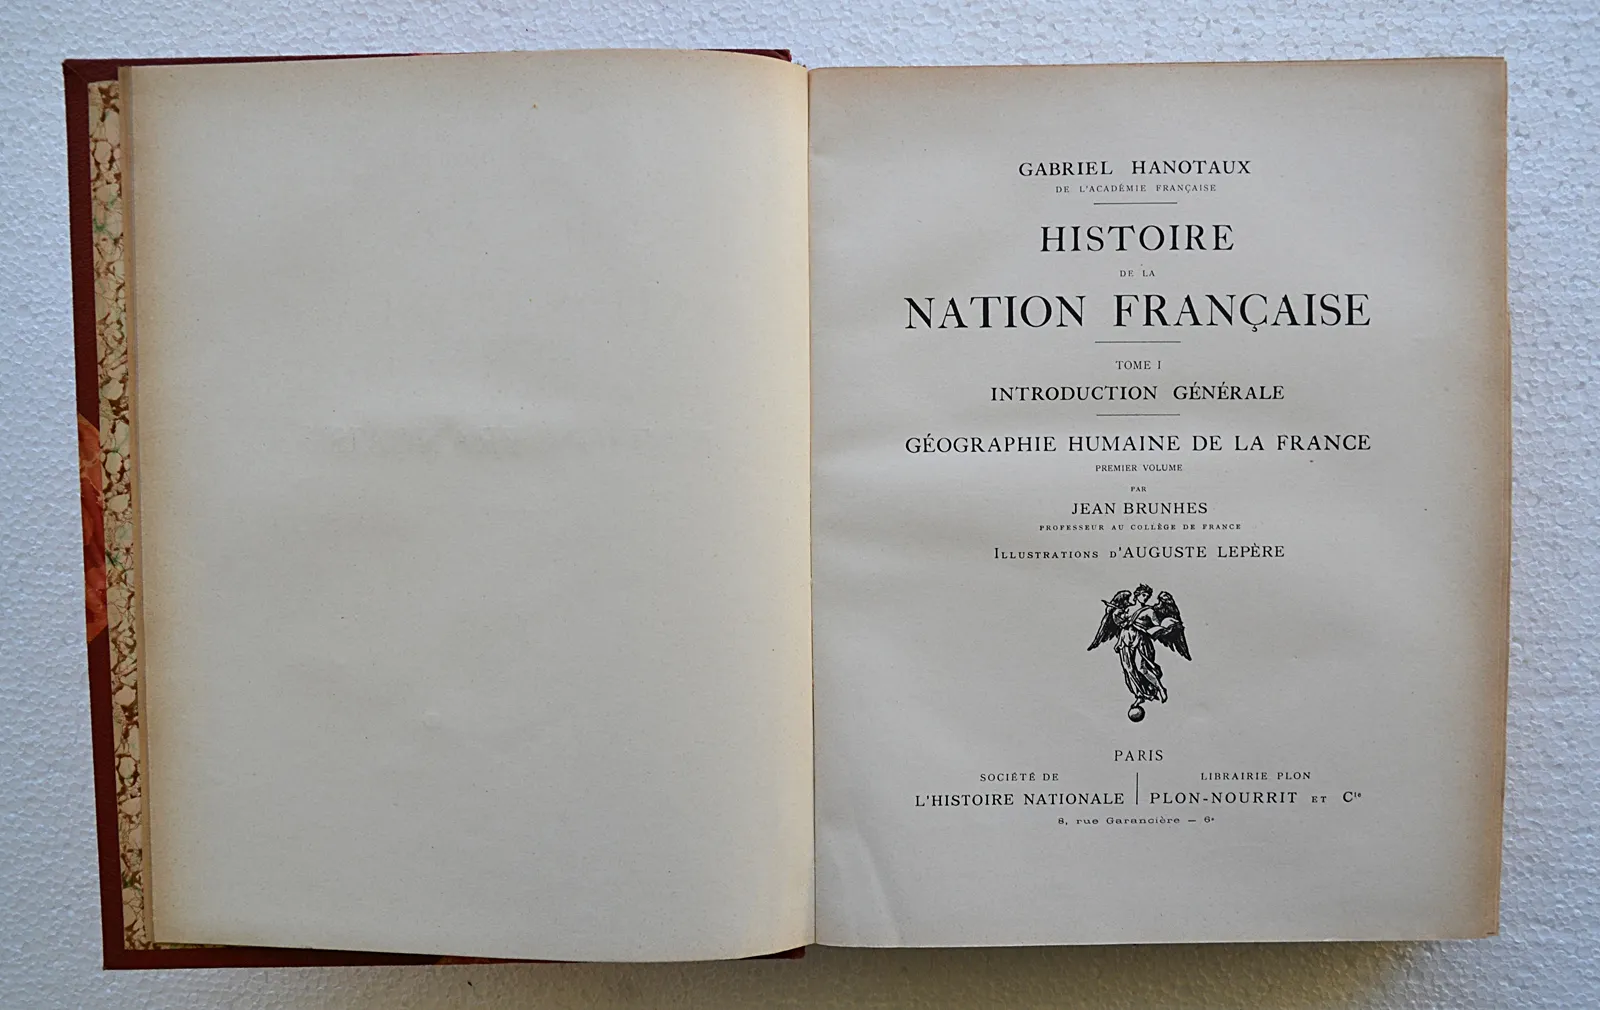 GABRIEL HANOTAUX
DE L'ACADÉMIE FRANÇAISE
HISTOIRE
DE LA
NATION FRANÇAISE
TOME I
INTRODUCTION GÉNÉRALE
GÉOGRAPHIE HUMAINE DE LA FRANCE
PREMIER VOLUME
PAR
JEAN BRUNHES
PROFESSEUR AU COLLÈGE DE FRANCE
ILLUSTRATIONS D'AUGUSTE LEPÈRE
PARIS
SOCIÉTÉ DE
L'HISTOIRE NATIONALE
LIBRAIRIE PLON
PLON-NOURRIT ET Cie
8, rue Garancière — 6e